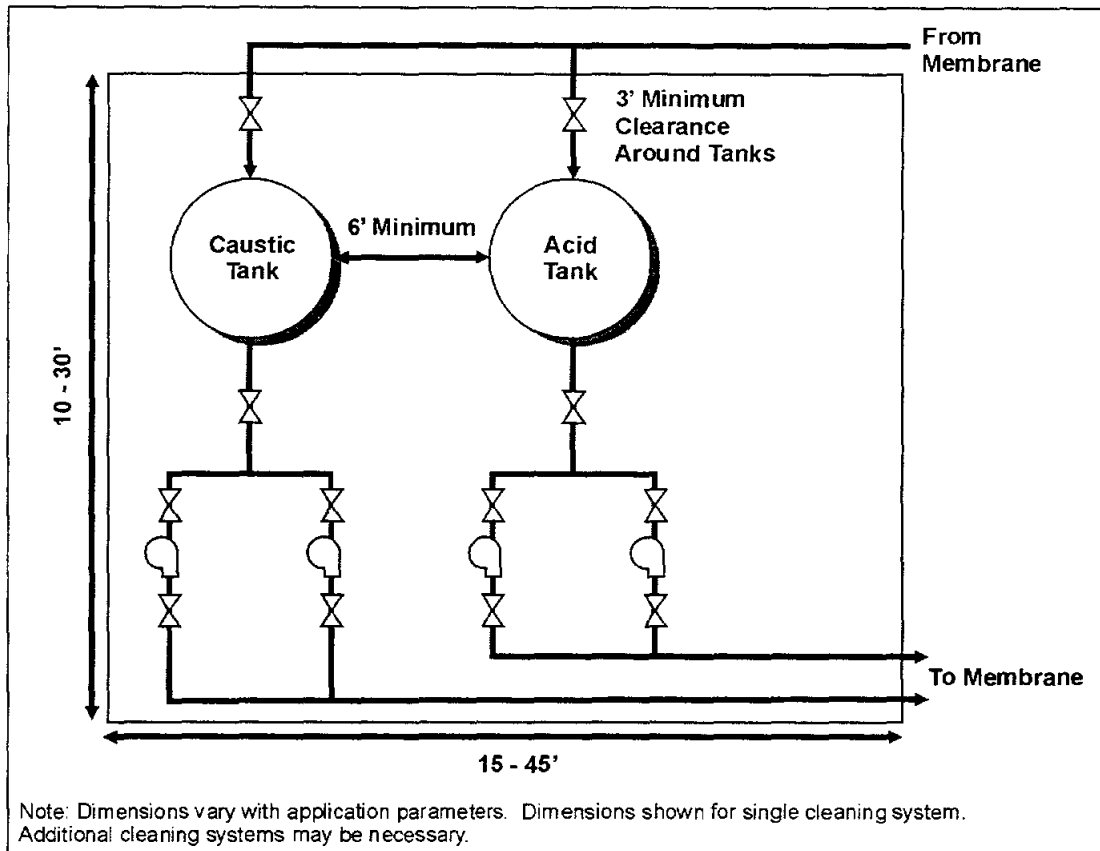 From
Membrane
3' Minimum
Clearance
Around Tanks
6' Minimum
Caustic
Tank
Acid
Tank
10 - 30'
To Membrane
15 - 45'
Note: Dimensions vary with application parameters. Dimensions shown for single cleaning system.
Additional cleaning systems may be necessary.